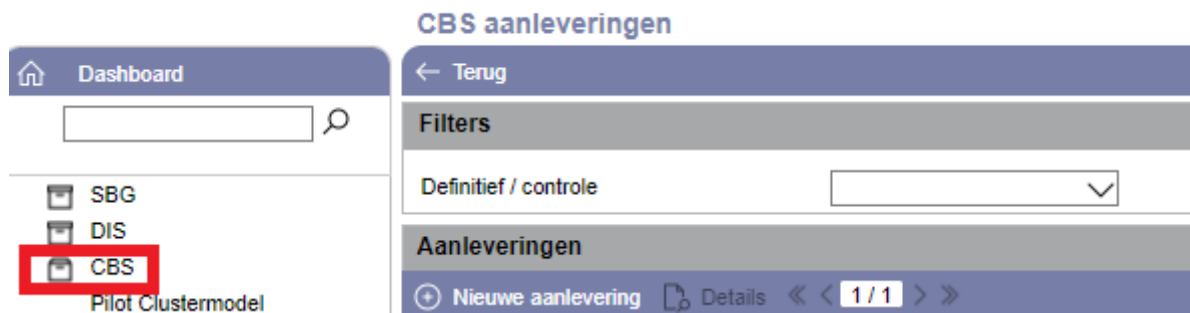 CBS aanleveringen
Dashboard
← Terug
Filters
SBG
Definitief / controle
DIS
CBS
Aanleveringen
Pilot Clustermodel
Nieuwe aanlevering Details « < 1 / 1 > »